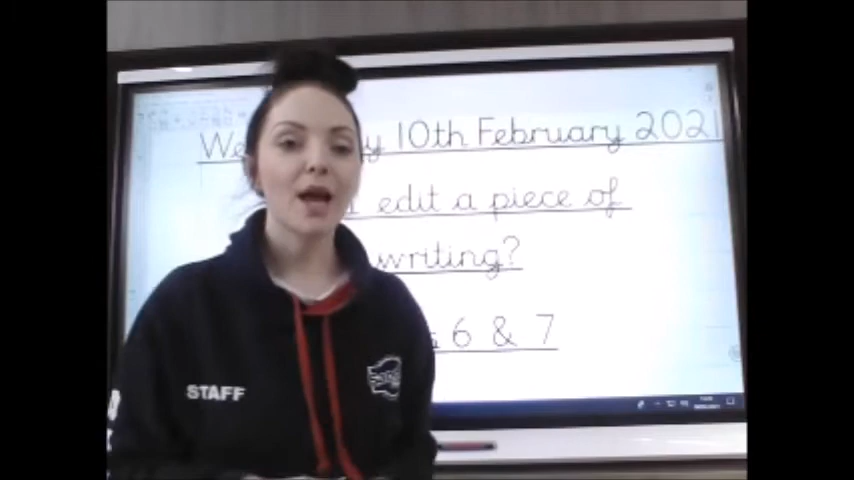 10th February 2021
edit a piece of
writing?
6 & 7
STAFF